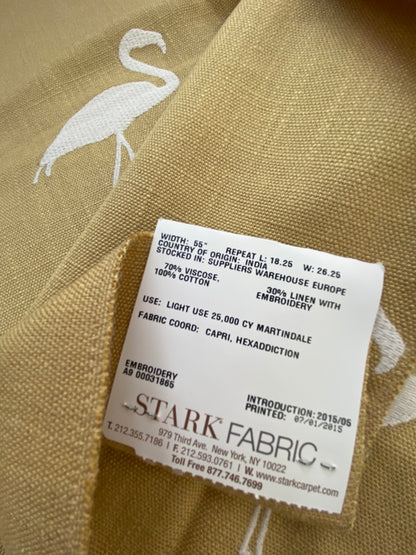 WIDTH: 55" REPEAT L: 18.25 W: 26.25
COUNTRY OF ORIGIN: INDIA
STOCKED IN: SUPPLIERS WAREHOUSE EUROPE
70% VISCOSE, 30% LINEN WITH
100% COTTON EMBROIDERY
USE: LIGHT USE 25,000 CY MARTINDALE
FABRIC COORD: CAPRI, HEXADDICTION
EMBROIDERY
A9 00031865
INTRODUCTION: 2015/05
PRINTED: 07/01/2015
STARK FABRIC
979 Third Ave. New York, NY 10022
T. 212.355.7186 | F. 212.593.0761 | W. www.starkcarpet.com
Toll Free 877.746.7699